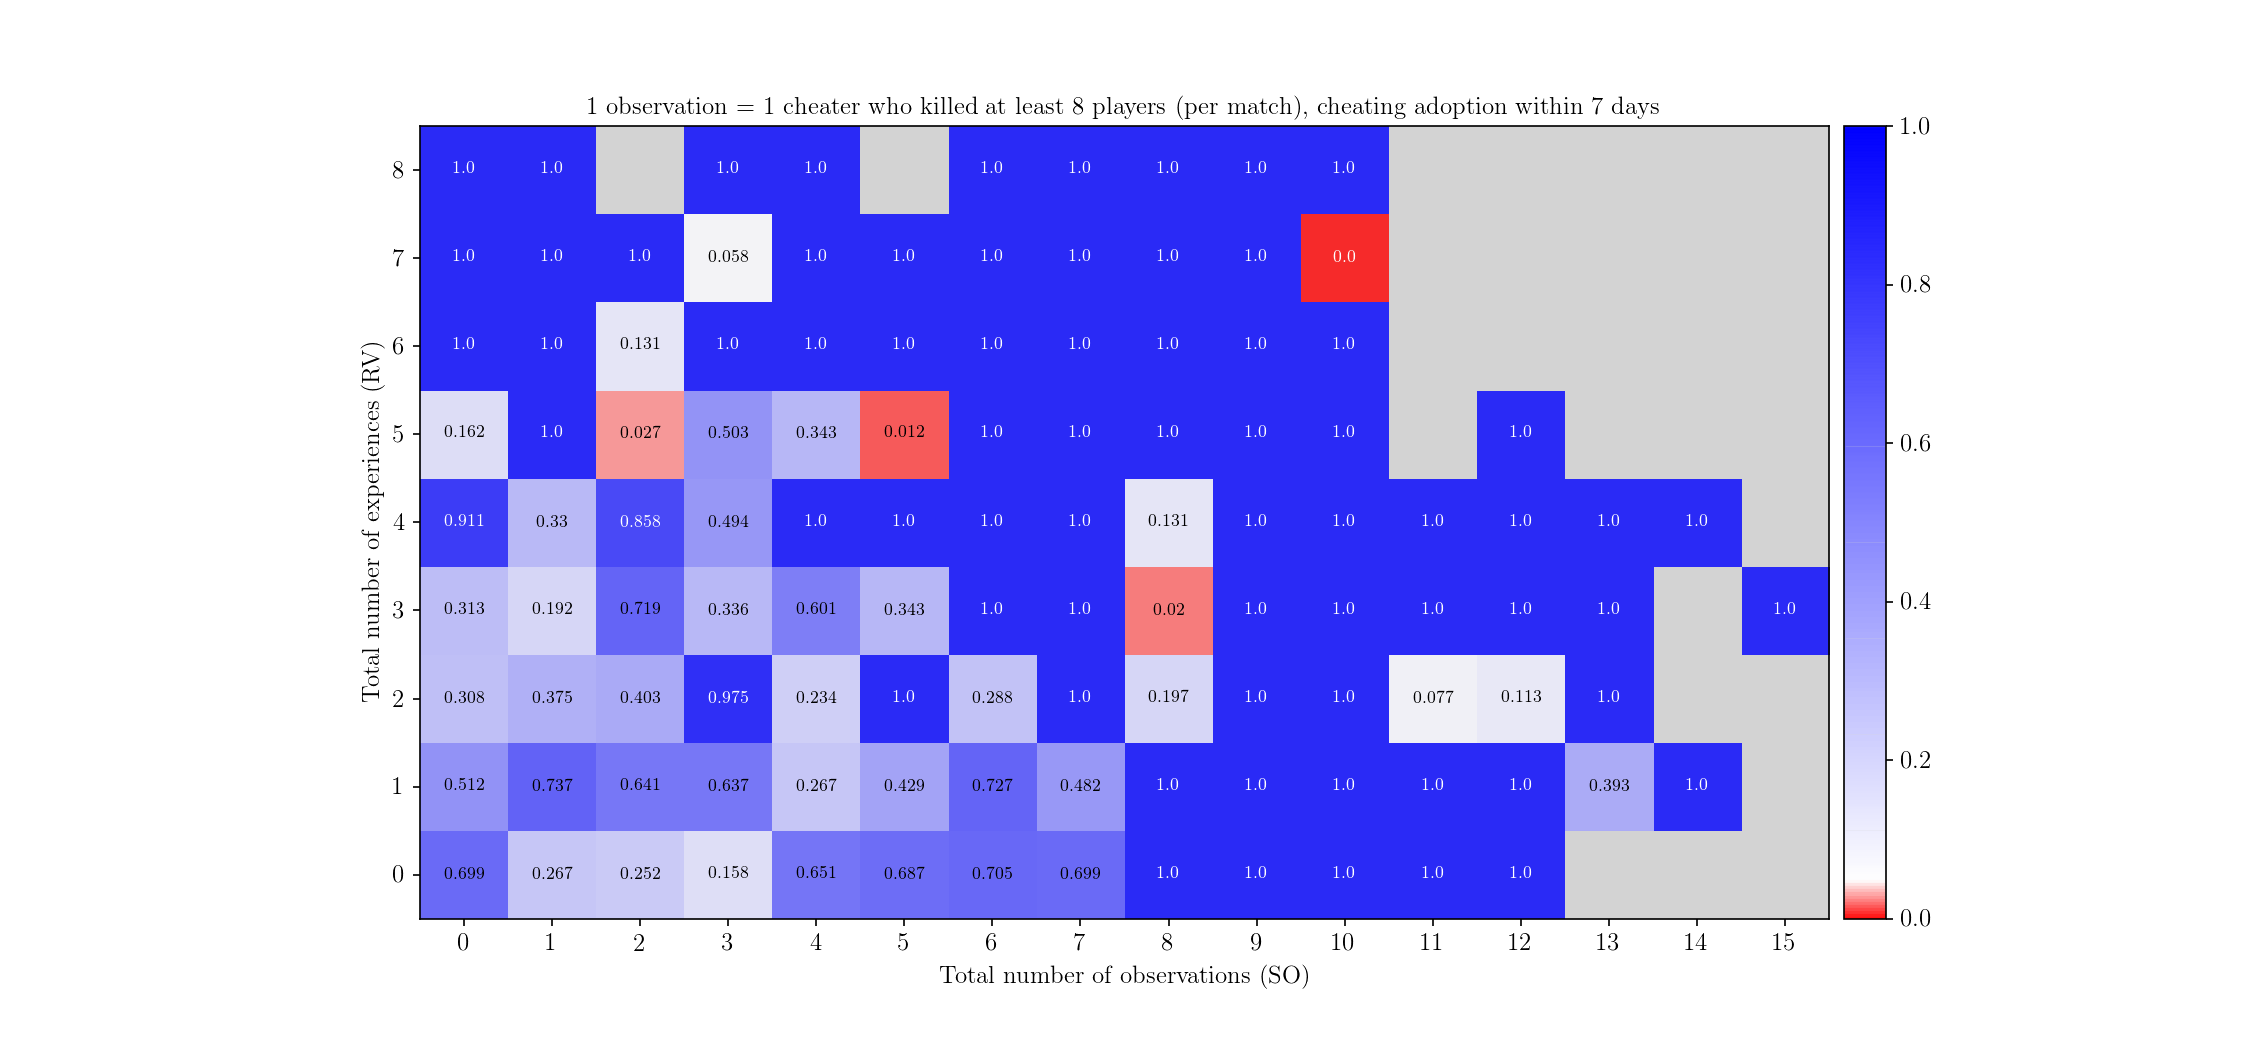 1 observation = 1 cheater who killed at least 8 players (per match), cheating adoption within 7 days
8 1.0 1.0 1.0 1.0 1.0 1.0 1.0 1.0 1.0 1.0
7 1.0 1.0 1.0 0.058 1.0 1.0 1.0 1.0 1.0 1.0 0.0 0.8
6 1.0 1.0 0.131 1.0 1.0 1.0 1.0 1.0 1.0 1.0 1.0
5 0.162 1.0 0.027 0.503 0.343 0.012 1.0 1.0 1.0 1.0 1.0 1.0 0.6
4 0.911 0.33 0.858 0.494 1.0 1.0 1.0 1.0 0.131 1.0 1.0 1.0 1.0 1.0 1.0
3 0.313 0.192 0.719 0.336 0.601 0.343 1.0 1.0 0.02 1.0 1.0 1.0 1.0 1.0 1.0 0.4
2 0.308 0.375 0.403 0.975 0.234 1.0 0.288 1.0 0.197 1.0 1.0 0.077 0.113 1.0
1 0.512 0.737 0.641 0.637 0.267 0.429 0.727 0.482 1.0 1.0 1.0 1.0 1.0 0.393 1.0 0.2
0 0.699 0.267 0.252 0.158 0.651 0.687 0.705 0.699 1.0 1.0 1.0 1.0 1.0 0.0
0 1 2 3 4 5 6 7 8 9 10 11 12 13 14 15
Total number of observations (SO)
Total number of experiences (RV)